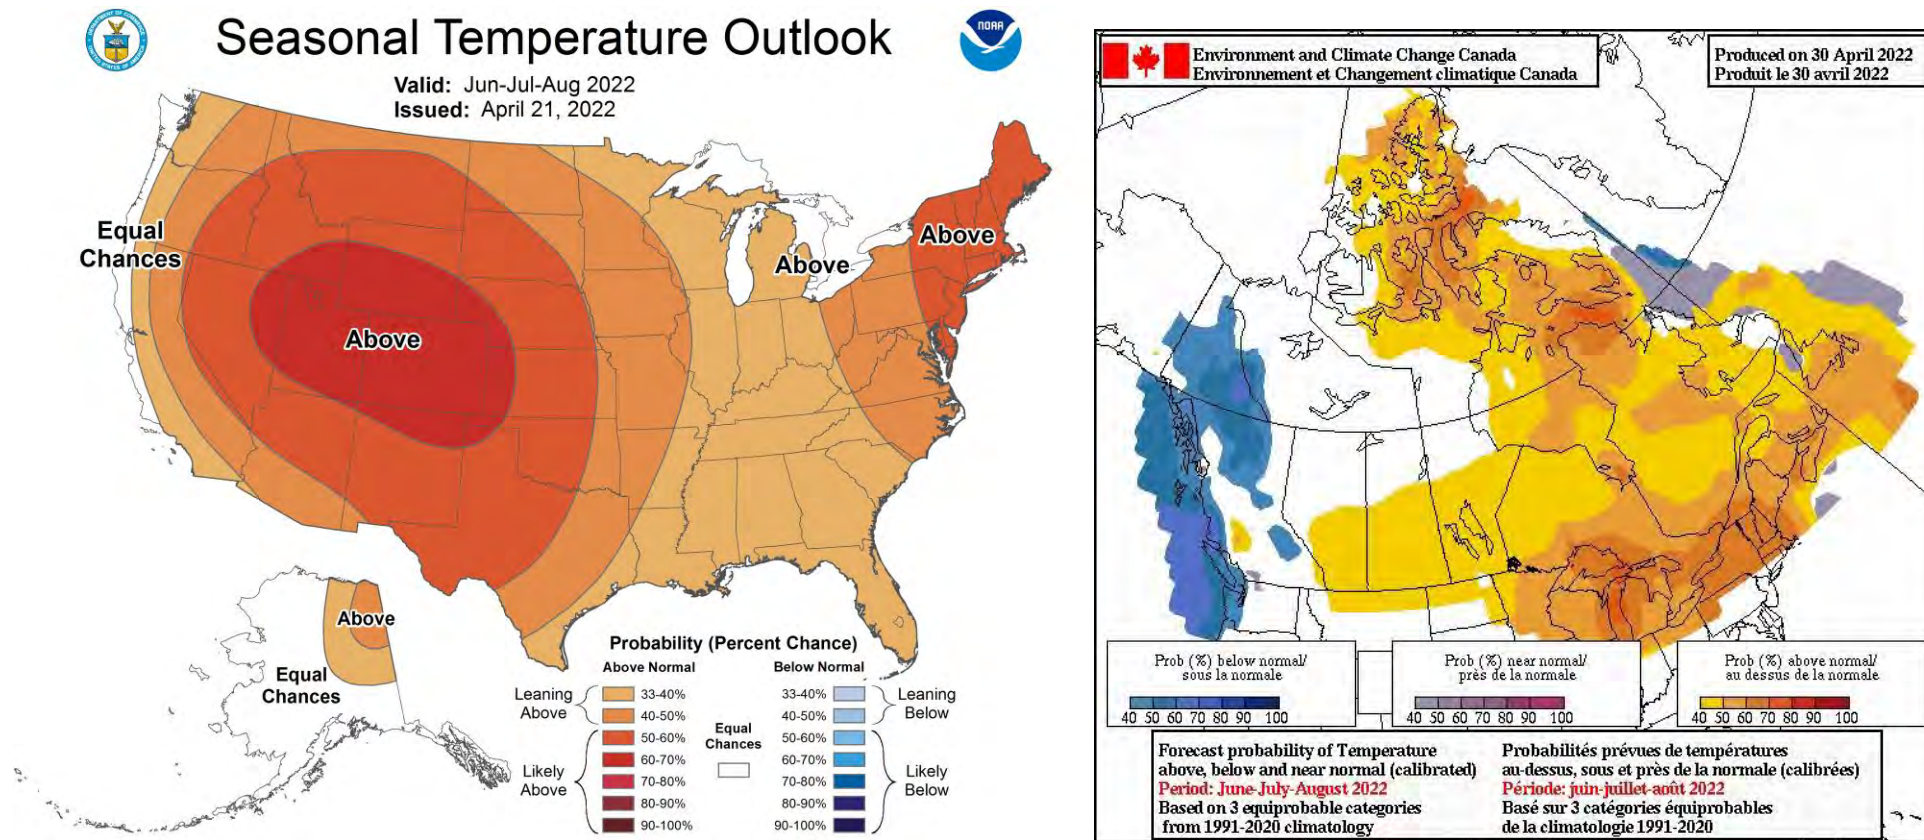 Seasonal Temperature Outlook
Valid: Jun-Jul-Aug 2022
Issued: April 21, 2022
NOAA
Equal
Chances
Above
Above
Above
Above
Equal
Chances
Probability (Percent Chance)
Above Normal
Below Normal
Leaning
Above
33-40%
40-50%
Likely
Above
50-60%
60-70%
70-80%
80-90%
90-100%
Equal
Chances
33-40%
40-50%
Leaning
Below
50-60%
60-70%
70-80%
80-90%
90-100%
Likely
Below
Environment and Climate Change Canada
Environnement et Changement climatique Canada
Produced on 30 April 2022
Produit le 30 avril 2022
Prob (%) below normal/
sous la normale
40 50 60 70 80 90 100
Prob (%) near normal/
près de la normale
40 50 60 70 80 90 100
Prob (%) above normal/
au dessus de la normale
40 50 60 70 80 90 100
Forecast probability of Temperature
above, below and near normal (calibrated)
Period: June-July-August 2022
Based on 3 equiprobable categories
from 1991-2020 climatology
Probabilités prévues de températures
au-dessus, sous et près de la normale (calibrées)
Période: juin-juillet-août 2022
Basé sur 3 catégories équiprobables
de la climatologie 1991-2020